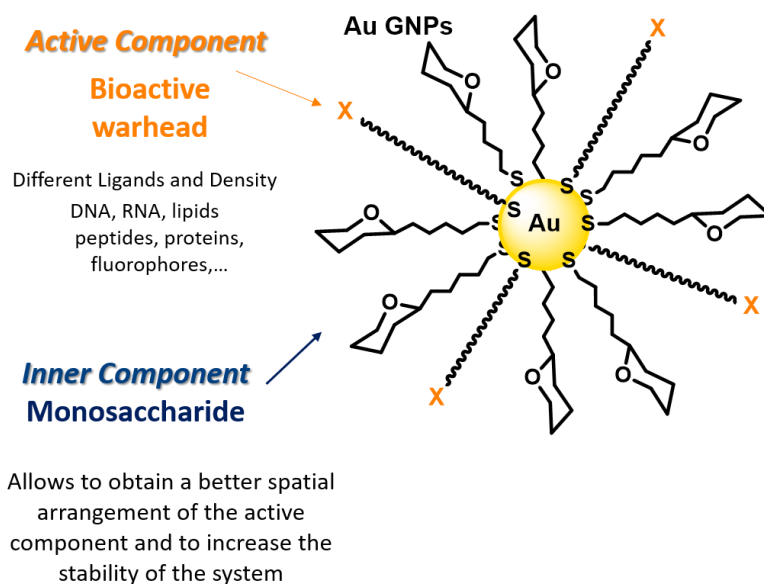 Active Component
Bioactive
warhead
Different Ligands and Density
DNA, RNA, lipids
peptides, proteins,
fluorophores,...
Inner Component
Monosaccharide
Allows to obtain a better spatial
arrangement of the active
component and to increase the
stability of the system
Au GNPs
X
X
O
O
O
S
S
S
S
S
Au
S
O
O
S
S
S
S
O
X
X
O
O